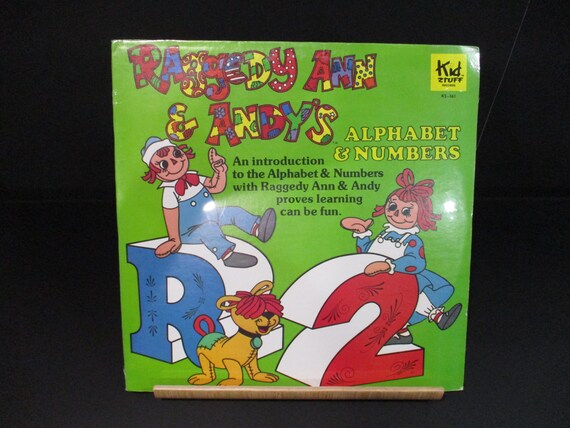 RAGGEDY ANN
& ANDY'S
ALPHABET
& NUMBERS
Kid
STUFF
RECORDS
An introduction
to the Alphabet & Numbers
with Raggedy Ann & Andy
proves learning
can be fun.
R 2